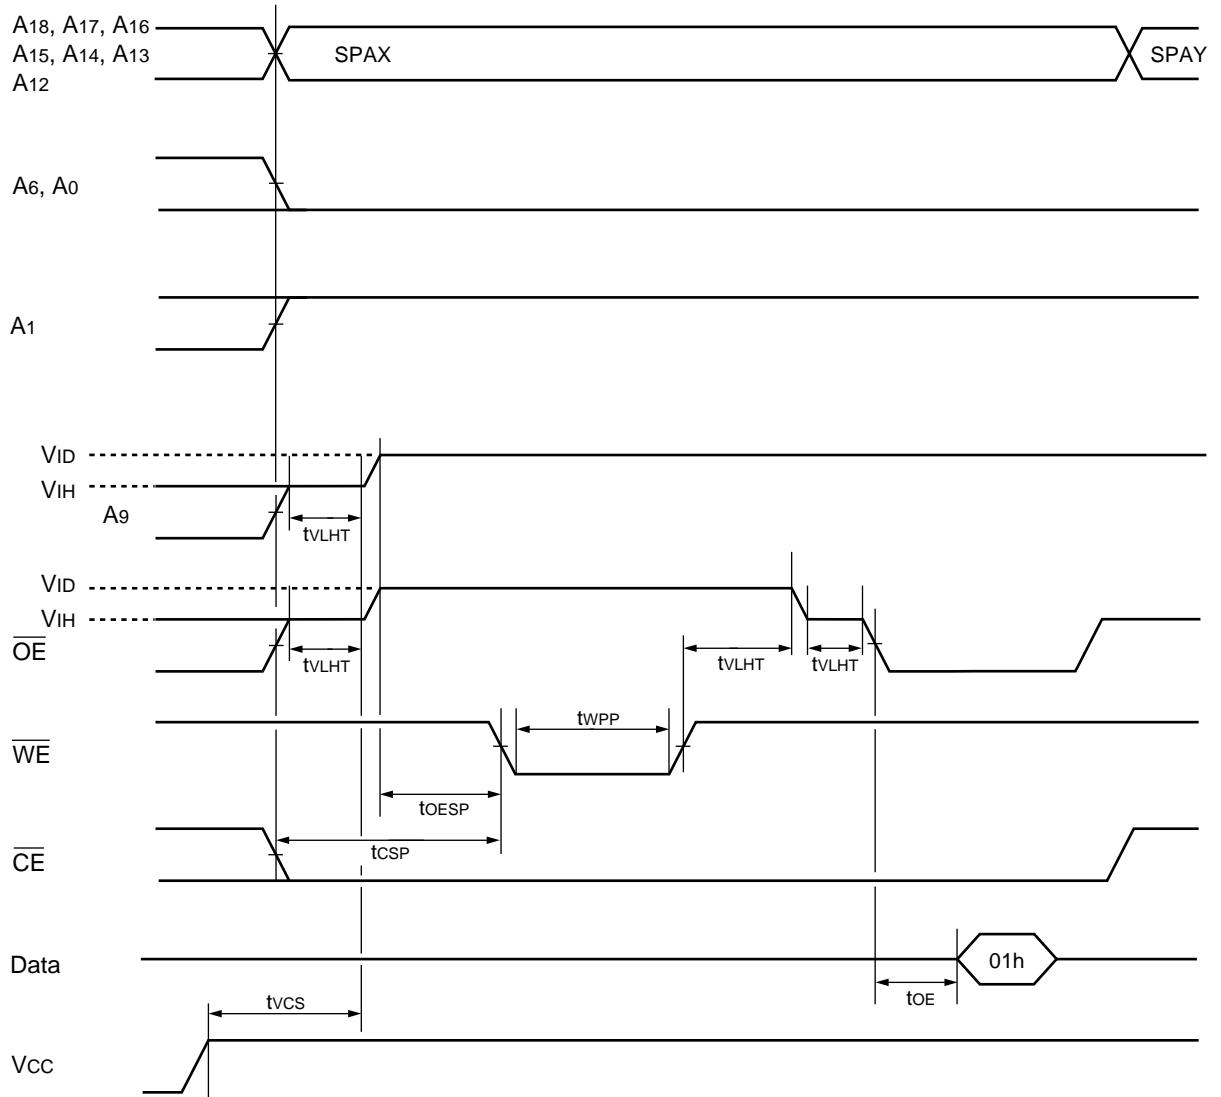 A18, A17, A16
A15, A14, A13
A12
SPAX
SPAY
A6, A0
A1
VID
VIH
A9
tVLHT
VID
VIH
OE
tVLHT
tVLHT
tVLHT
WE
tWPP
tOESP
CE
tCSP
Data
01h
tOE
tVCS
VCC